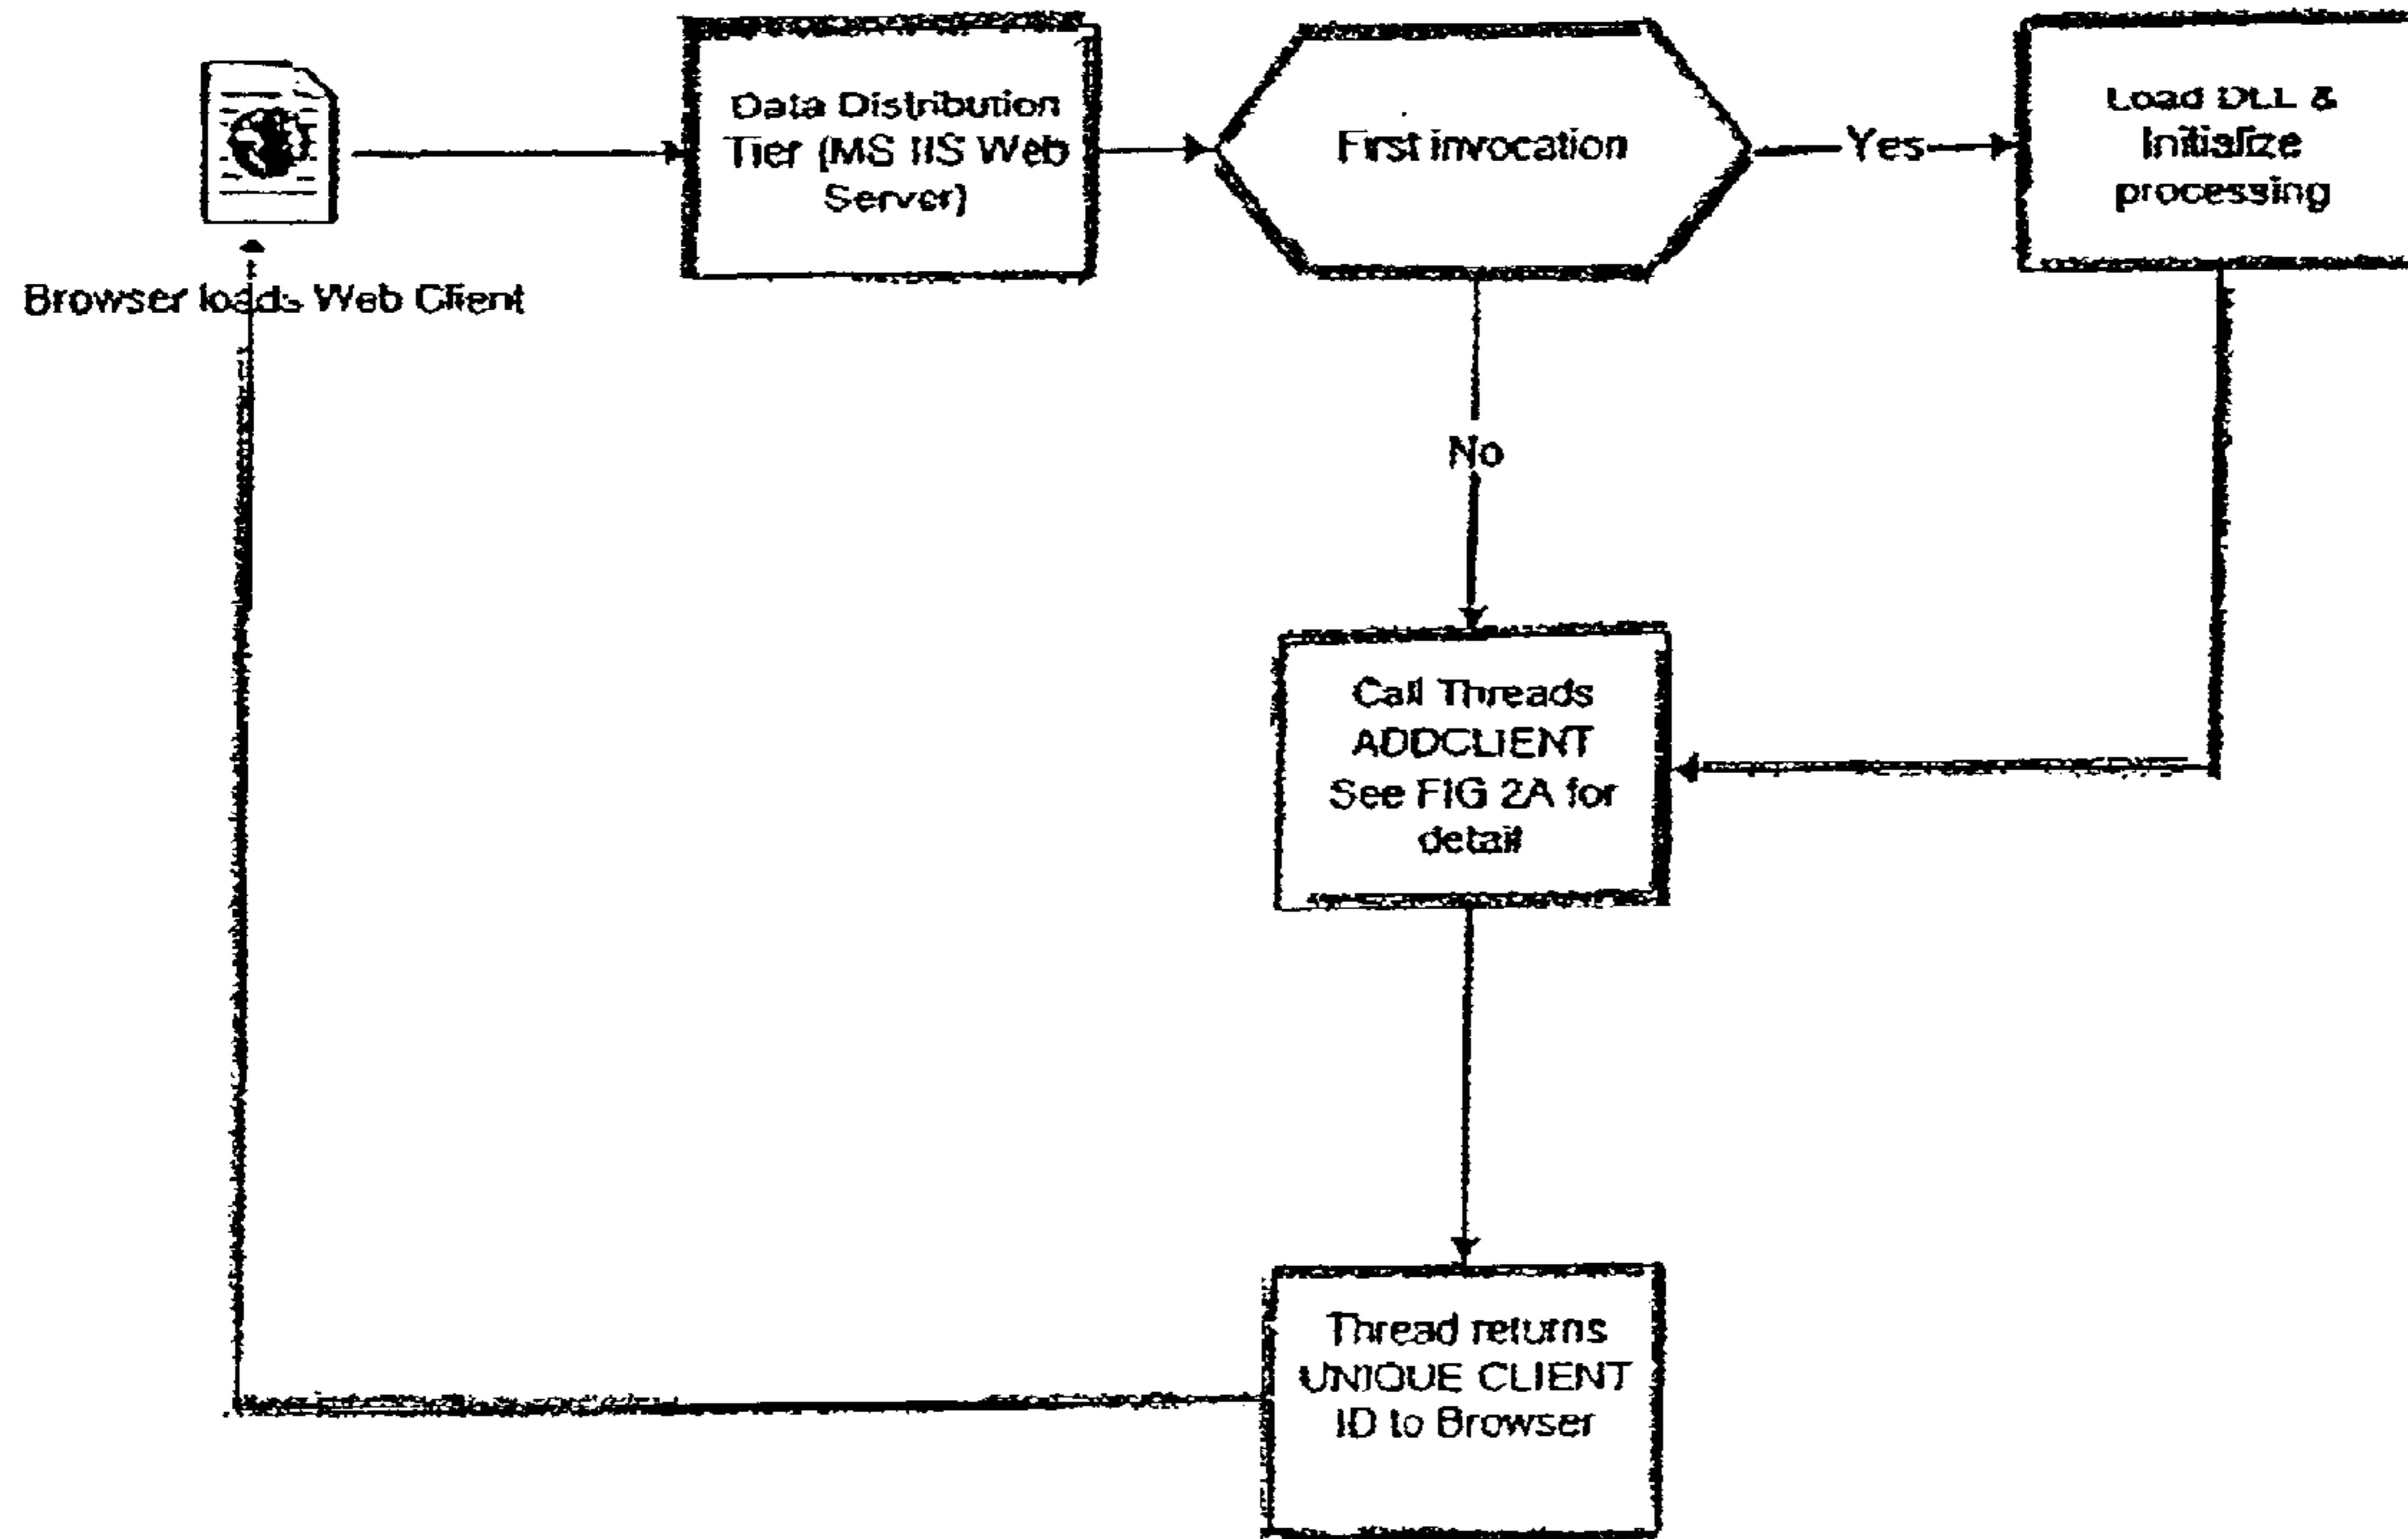 Data Distribution
Tier (MS IIS Web
Server)
First invocation
Yes
Load DLL &
Initialize
processing
Browser loads Web Client
No
Call Threads
ADDCLIENT
See FIG 2A for
detail
Thread returns
UNIQUE CLIENT
ID to Browser